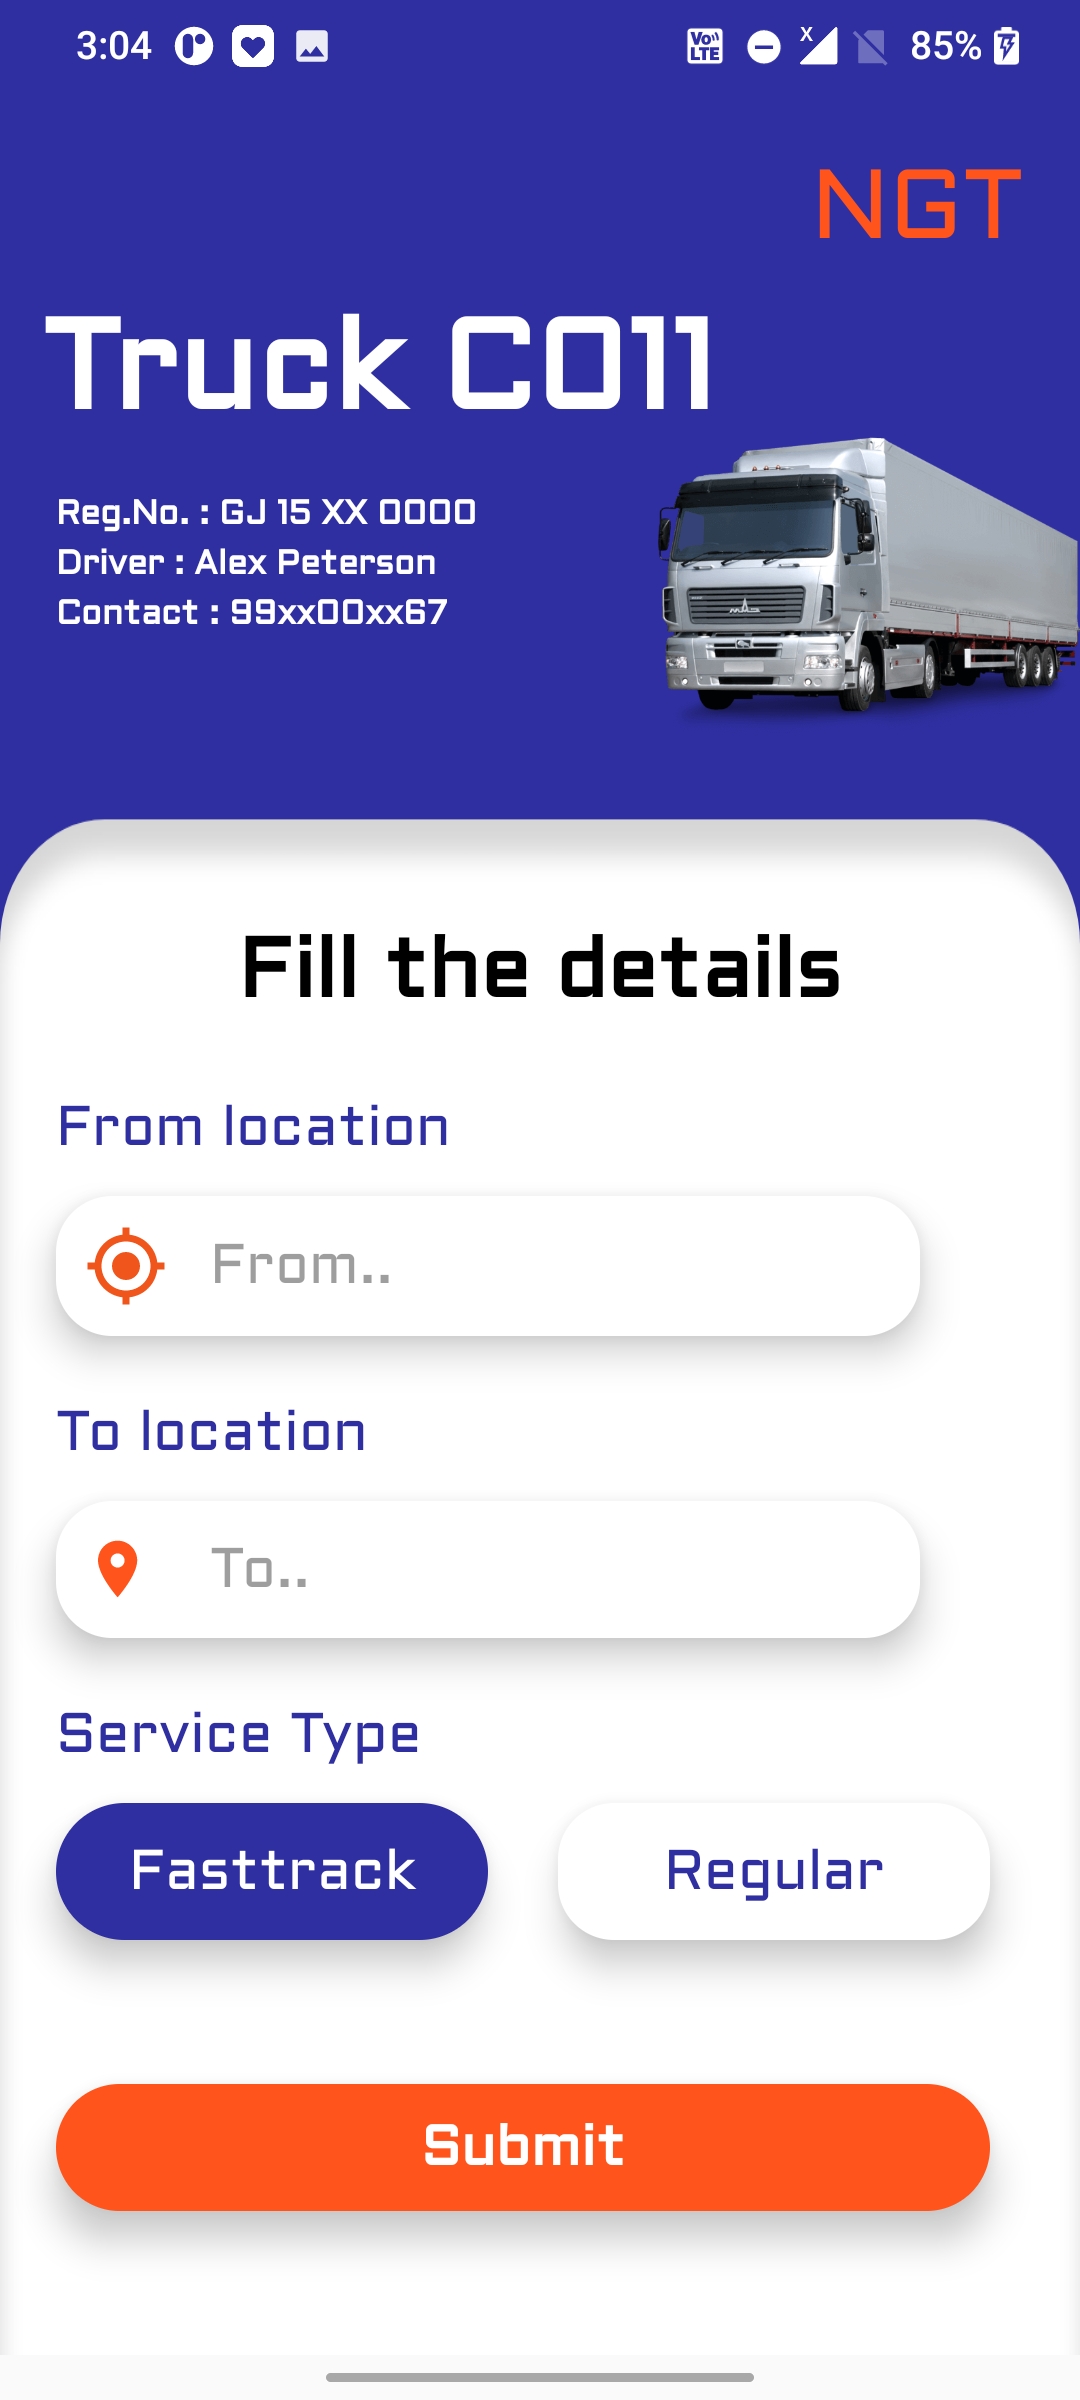 3:04
Vo)) LTE
X
85%
NGT
Truck C011
Reg.No. : GJ 15 XX 0000
Driver : Alex Peterson
Contact : 99xx00xx67
Fill the details
From location
From..
To location
To..
Service Type
Fasttrack Regular
Submit